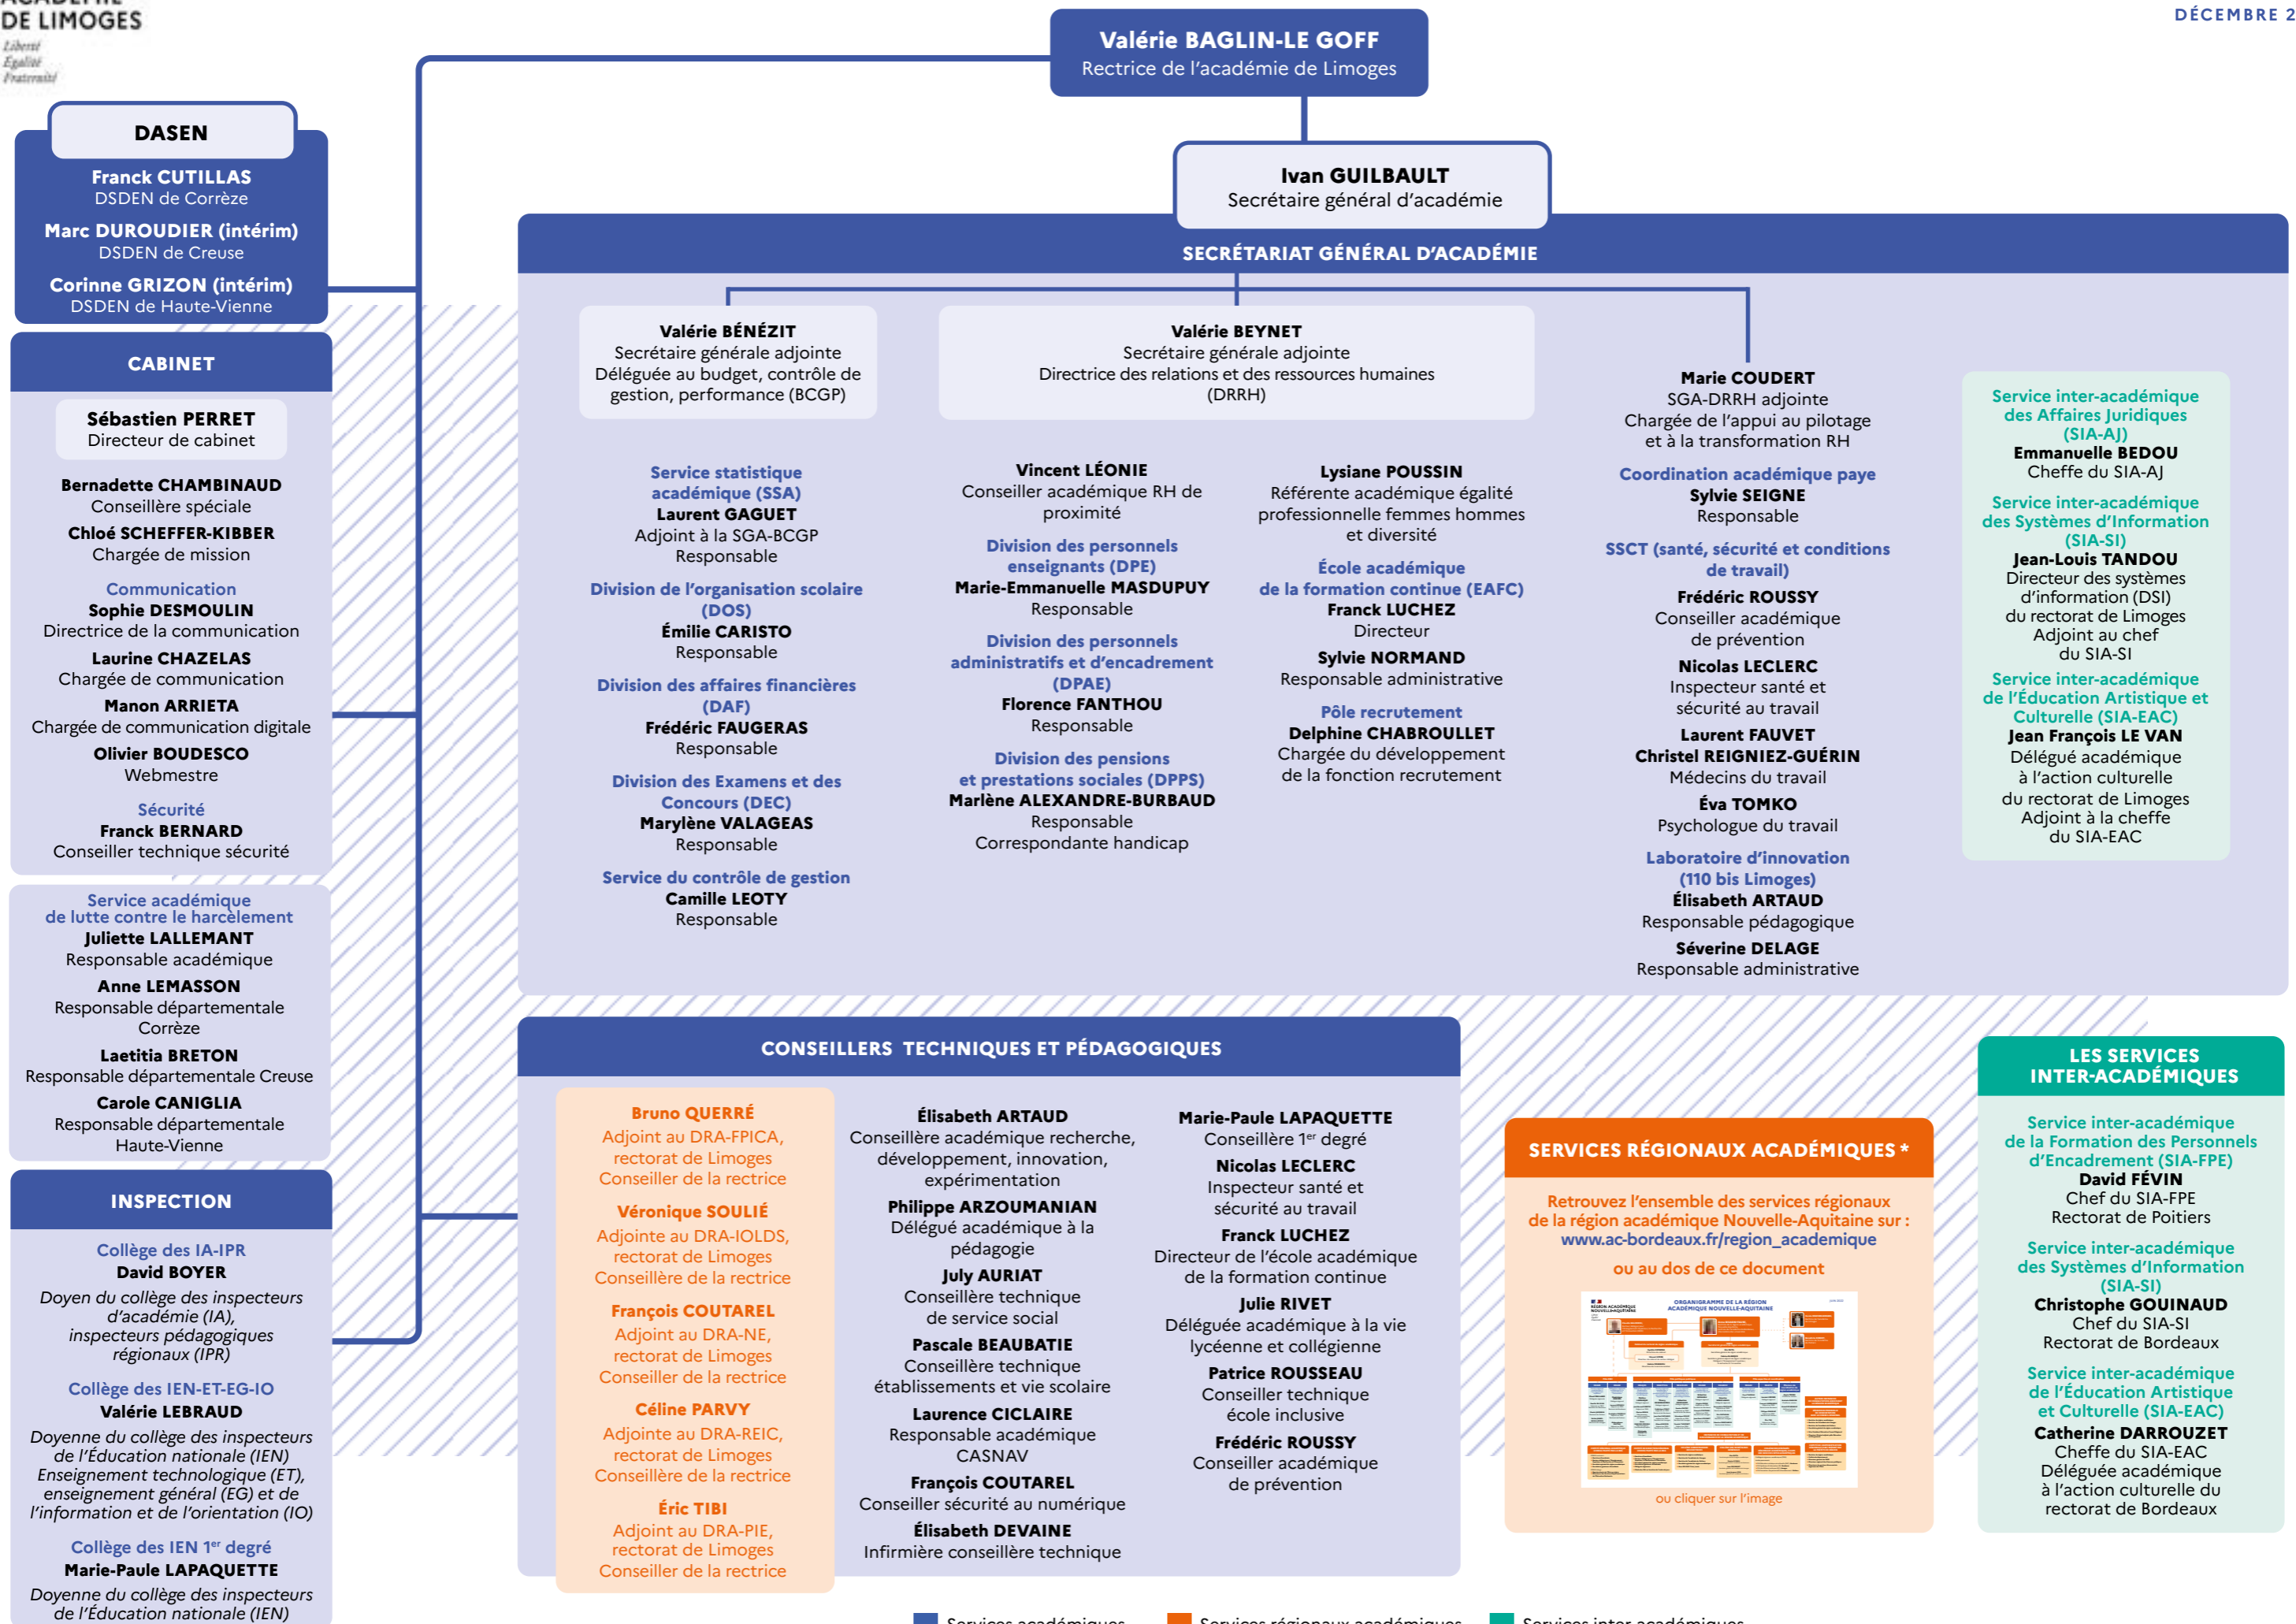 DE LIMOGES
Liberté
Égalité
Fraternité
DÉCEMBRE 2
Valérie BAGLIN-LE GOFF
Rectrice de l'académie de Limoges
Ivan GUILBAULT
Secrétaire général d'académie
DASEN
Franck CUTILLAS
DSDEN de Corrèze
Marc DUROUDIER (intérim)
DSDEN de Creuse
Corinne GRIZON (intérim)
DSDEN de Haute-Vienne
CABINET
Sébastien PERRET
Directeur de cabinet
Bernadette CHAMBINAUD
Conseillère spéciale
Chloé SCHEFFER-KIBBER
Chargée de mission
Communication
Sophie DESMOULIN
Directrice de la communication
Laurine CHAZELAS
Chargée de communication
Manon ARRIETA
Chargée de communication digitale
Olivier BOUDESCO
Webmestre
Sécurité
Franck BERNARD
Conseiller technique sécurité
Service académique
de lutte contre le harcèlement
Juliette LALLEMANT
Responsable académique
Anne LEMASSON
Responsable départementale
Corrèze
Laetitia BRETON
Responsable départementale Creuse
Carole CANIGLIA
Responsable départementale
Haute-Vienne
INSPECTION
Collège des IA-IPR
David BOYER
Doyen du collège des inspecteurs
d'académie (IA),
inspecteurs pédagogiques
régionaux (IPR)
Collège des IEN-ET-EG-IO
Valérie LEBRAUD
Doyenne du collège des inspecteurs
de l'Éducation nationale (IEN)
Enseignement technologique (ET),
enseignement général (EG) et de
l'information et de l'orientation (IO)
Collège des IEN 1er degré
Marie-Paule LAPAQUETTE
Doyenne du collège des inspecteurs
de l'Éducation nationale (IEN)
SECRÉTARIAT GÉNÉRAL D'ACADÉMIE
Valérie BÉNÉZIT
Secrétaire générale adjointe
Déléguée au budget, contrôle de
gestion, performance (BCGP)
Service statistique
académique (SSA)
Laurent GAGUET
Adjoint à la SGA-BCGP
Responsable
Division de l'organisation scolaire
(DOS)
Émilie CARISTO
Responsable
Division des affaires financières
(DAF)
Frédéric FAUGERAS
Responsable
Division des Examens et des
Concours (DEC)
Marylène VALAGEAS
Responsable
Service du contrôle de gestion
Camille LEOTY
Responsable
Valérie BEYNET
Secrétaire générale adjointe
Directrice des relations et des ressources humaines
(DRRH)
Vincent LÉONIE
Conseiller académique RH de
proximité
Division des personnels
enseignants (DPE)
Marie-Emmanuelle MASDUPUY
Responsable
Division des personnels
administratifs et d'encadrement
(DPAE)
Florence FANTHOU
Responsable
Division des pensions
et prestations sociales (DPPS)
Marlène ALEXANDRE-BURBAUD
Responsable
Correspondante handicap
Lysiane POUSSIN
Référente académique égalité
professionnelle femmes hommes
et diversité
École académique
de la formation continue (EAFC)
Franck LUCHEZ
Directeur
Sylvie NORMAND
Responsable administrative
Pôle recrutement
Delphine CHABROULLET
Chargée du développement
de la fonction recrutement
Marie COUDERT
SGA-DRRH adjointe
Chargée de l'appui au pilotage
et à la transformation RH
Coordination académique paye
Sylvie SEIGNE
Responsable
SSCT (santé, sécurité et conditions
de travail)
Frédéric ROUSSY
Conseiller académique
de prévention
Nicolas LECLERC
Inspecteur santé et
sécurité au travail
Laurent FAUVET
Christel REIGNIEZ-GUÉRIN
Médecins du travail
Éva TOMKO
Psychologue du travail
Laboratoire d'innovation
(110 bis Limoges)
Élisabeth ARTAUD
Responsable pédagogique
Séverine DELAGE
Responsable administrative
Service inter-académique
des Affaires Juridiques
(SIA-AJ)
Emmanuelle BEDOU
Cheffe du SIA-AJ
Service inter-académique
des Systèmes d'Information
(SIA-SI)
Jean-Louis TANDOU
Directeur des systèmes
d'information (DSI)
du rectorat de Limoges
Adjoint au chef
du SIA-SI
Service inter-académique
de l'Éducation Artistique et
Culturelle (SIA-EAC)
Jean François LE VAN
Délégué académique
à l'action culturelle
du rectorat de Limoges
Adjoint à la cheffe
du SIA-EAC
CONSEILLERS TECHNIQUES ET PÉDAGOGIQUES
Bruno QUERRÉ
Adjoint au DRA-FPICA,
rectorat de Limoges
Conseiller de la rectrice
Véronique SOULIÉ
Adjointe au DRA-IOLDS,
rectorat de Limoges
Conseillère de la rectrice
François COUTAREL
Adjoint au DRA-NE,
rectorat de Limoges
Conseiller de la rectrice
Céline PARVY
Adjointe au DRA-REIC,
rectorat de Limoges
Conseillère de la rectrice
Éric TIBI
Adjoint au DRA-PIE,
rectorat de Limoges
Conseiller de la rectrice
Élisabeth ARTAUD
Conseillère académique recherche,
développement, innovation,
expérimentation
Philippe ARZOUMANIAN
Délégué académique à la
pédagogie
July AURIAT
Conseillère technique
de service social
Pascale BEAUBATIE
Conseillère technique
établissements et vie scolaire
Laurence CICLAIRE
Responsable académique
CASNAV
François COUTAREL
Conseiller sécurité au numérique
Élisabeth DEVAINE
Infirmière conseillère technique
Marie-Paule LAPAQUETTE
Conseillère 1er degré
Nicolas LECLERC
Inspecteur santé et
sécurité au travail
Franck LUCHEZ
Directeur de l'école académique
de la formation continue
Julie RIVET
Déléguée académique à la vie
lycéenne et collégienne
Patrice ROUSSEAU
Conseiller technique
école inclusive
Frédéric ROUSSY
Conseiller académique
de prévention
SERVICES RÉGIONAUX ACADÉMIQUES *
Retrouvez l'ensemble des services régionaux
de la région académique Nouvelle-Aquitaine sur :
www.ac-bordeaux.fr/region_academique
ou au dos de ce document
RÉGION ACADÉMIQUE
NOUVELLE-AQUITAINE
ORGANIGRAMME DE LA RÉGION
ACADÉMIQUE NOUVELLE-AQUITAINE
ou cliquer sur l'image
LES SERVICES
INTER-ACADÉMIQUES
Service inter-académique
de la Formation des Personnels
d'Encadrement (SIA-FPE)
David FÉVIN
Chef du SIA-FPE
Rectorat de Poitiers
Service inter-académique
des Systèmes d'Information
(SIA-SI)
Christophe GOUINAUD
Chef du SIA-SI
Rectorat de Bordeaux
Service inter-académique
de l'Éducation Artistique
et Culturelle (SIA-EAC)
Catherine DARROUZET
Cheffe du SIA-EAC
Déléguée académique
à l'action culturelle du
rectorat de Bordeaux
Services académiques
Services régionaux académiques
Services inter-académiques